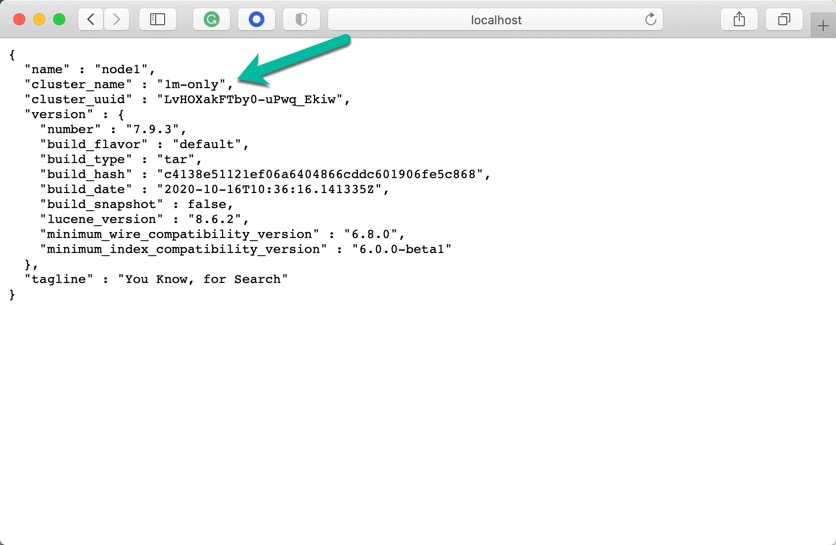 localhost
{
  "name" : "node1",
  "cluster_name" : "1m-only",
  "cluster_uuid" : "LvHOXakFTby0-uPwq_Ekiw",
  "version" : {
    "number" : "7.9.3",
    "build_flavor" : "default",
    "build_type" : "tar",
    "build_hash" : "c4138e51121ef06a6404866cddc601906fe5c868",
    "build_date" : "2020-10-16T10:36:16.141335Z",
    "build_snapshot" : false,
    "lucene_version" : "8.6.2",
    "minimum_wire_compatibility_version" : "6.8.0",
    "minimum_index_compatibility_version" : "6.0.0-beta1"
  },
  "tagline" : "You Know, for Search"
}